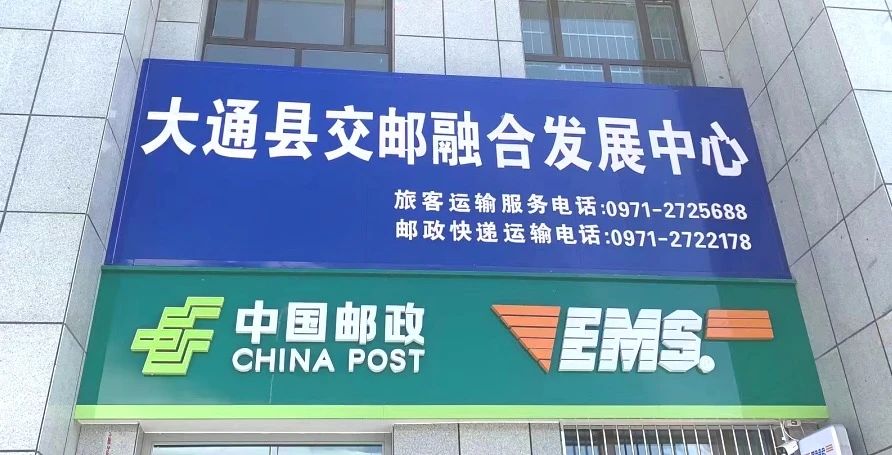 大通县交邮融合发展中心
旅客运输服务电话:0971-2725688
邮政快递运输电话:0971-2722178
中国邮政
CHINA POST
EMS.